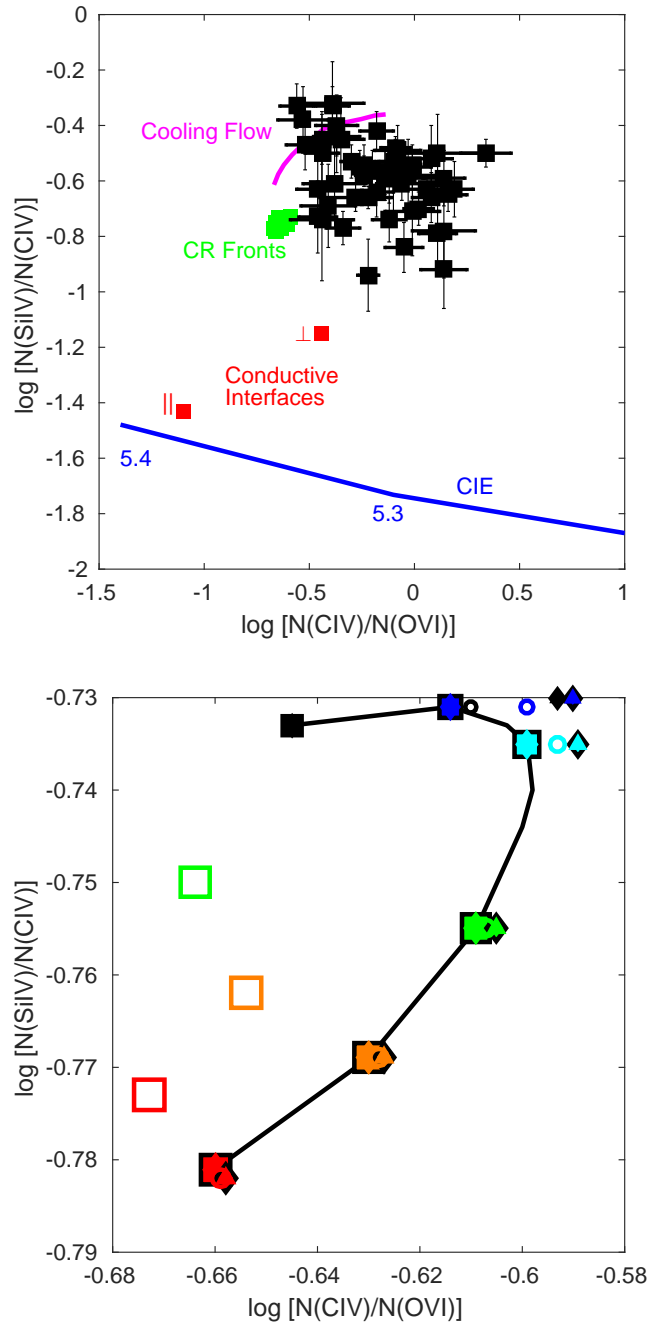 0
-0.2
-0.4
-0.6
-0.8
-1
-1.2
-1.4
-1.6
-1.8
-2
log [N(SiIV)/N(CIV)]
Cooling Flow
CR Fronts
⊥
Conductive
Interfaces
||
5.4
CIE
5.3
-1.5 -1 -0.5 0 0.5 1
log [N(CIV)/N(OVI)]
-0.73
-0.74
-0.75
-0.76
-0.77
-0.78
-0.79
log [N(SiIV)/N(CIV)]
-0.68 -0.66 -0.64 -0.62 -0.6 -0.58
log [N(CIV)/N(OVI)]